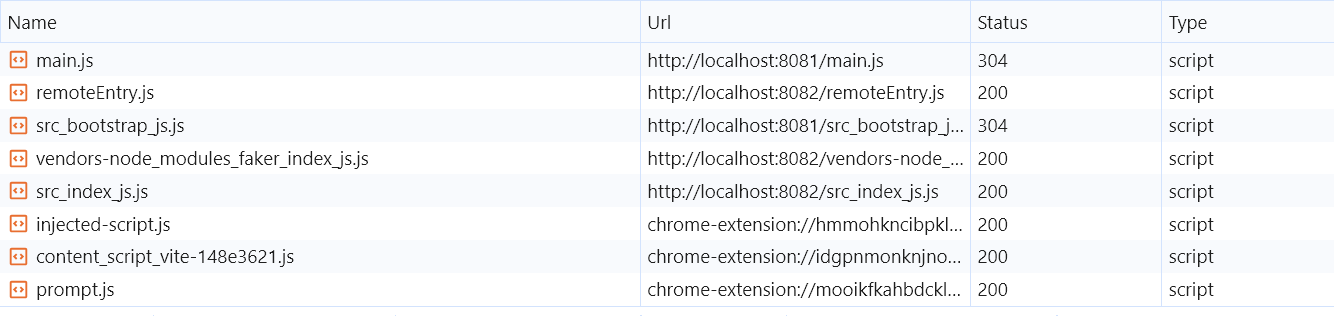 Name Url Status Type
main.js http://localhost:8081/main.js 304 script
remoteEntry.js http://localhost:8082/remoteEntry.js 200 script
src_bootstrap_js.js http://localhost:8081/src_bootstrap_j... 304 script
vendors-node_modules_faker_index_js.js http://localhost:8082/vendors-node_... 200 script
src_index_js.js http://localhost:8082/src_index_js.js 200 script
injected-script.js chrome-extension://hmmohkncibpkl... 200 script
content_script_vite-148e3621.js chrome-extension://idgpnmonknjno... 200 script
prompt.js chrome-extension://mooikfkahbdckl... 200 script